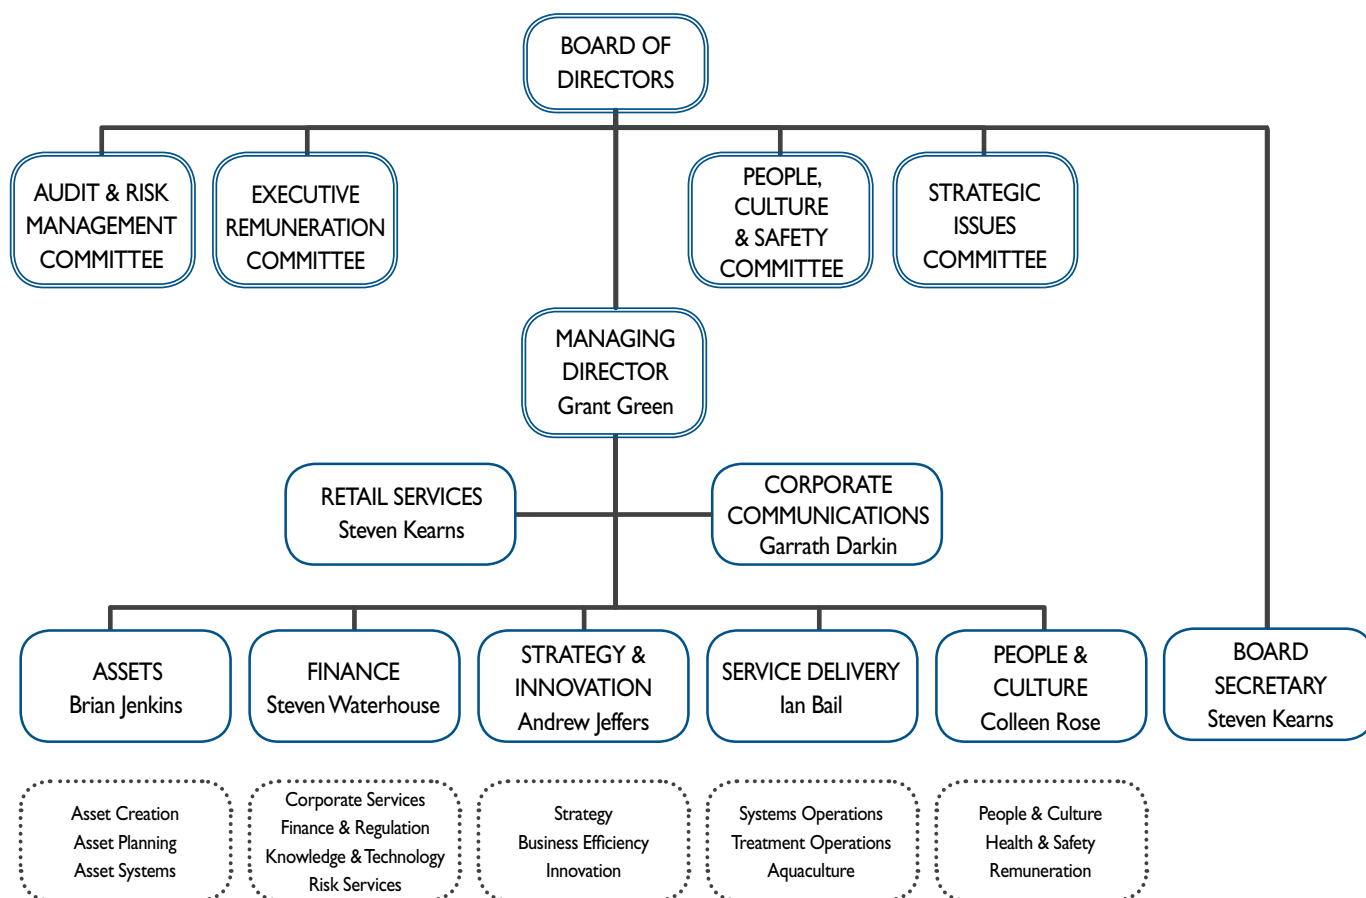 BOARD OF
DIRECTORS
AUDIT & RISK
MANAGEMENT
COMMITTEE
EXECUTIVE
REMUNERATION
COMMITTEE
PEOPLE,
CULTURE
& SAFETY
COMMITTEE
STRATEGIC
ISSUES
COMMITTEE
MANAGING
DIRECTOR
Grant Green
RETAIL SERVICES
Steven Kearns
CORPORATE
COMMUNICATIONS
Garrath Darkin
ASSETS
Brian Jenkins
FINANCE
Steven Waterhouse
STRATEGY &
INNOVATION
Andrew Jeffers
SERVICE DELIVERY
Ian Bail
PEOPLE &
CULTURE
Colleen Rose
BOARD
SECRETARY
Steven Kearns
Asset Creation
Asset Planning
Asset Systems
Corporate Services
Finance & Regulation
Knowledge & Technology
Risk Services
Strategy
Business Efficiency
Innovation
Systems Operations
Treatment Operations
Aquaculture
People & Culture
Health & Safety
Remuneration